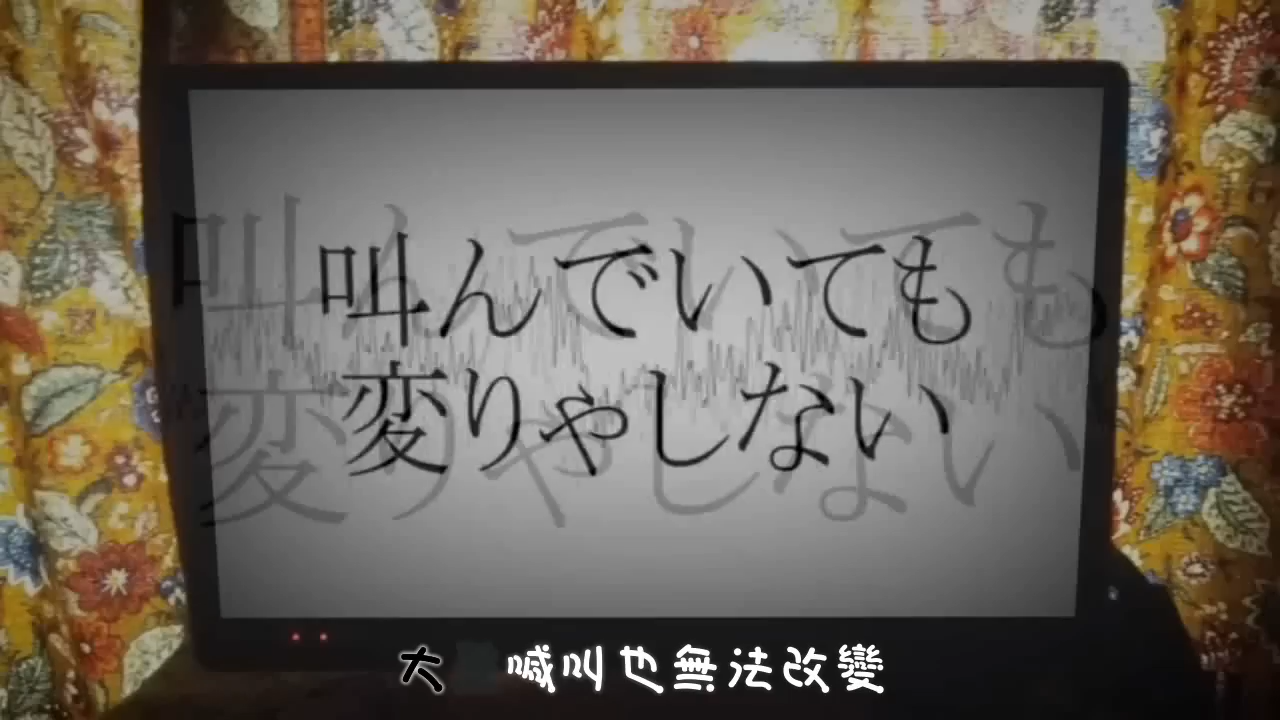 叫んでいても
変りゃしない
大 喊叫也無法改變